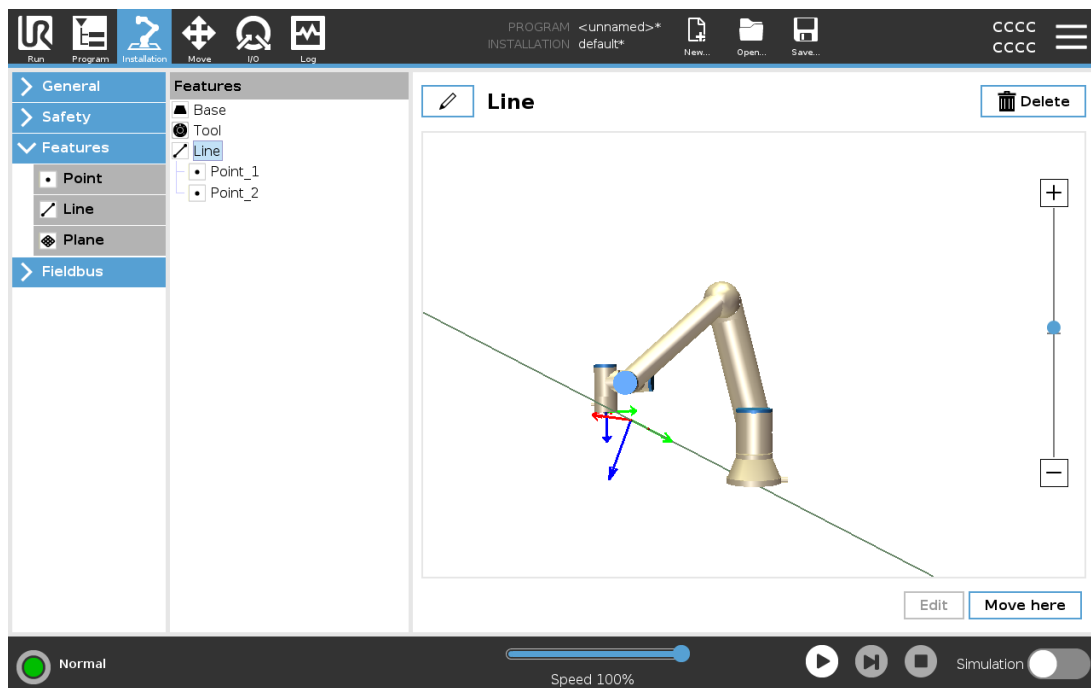 UR
PROGRAM <unnamed>*
INSTALLATION default*
CCCC
CCCC
Run
Program
Installation
Move
I/O
Log
New...
Open...
Save...
General
Safety
Features
Point
Line
Plane
Fieldbus
Features
Base
Tool
Line
Point_1
Point_2
Line
Delete
+
−
Edit
Move here
Normal
Speed 100%
Simulation